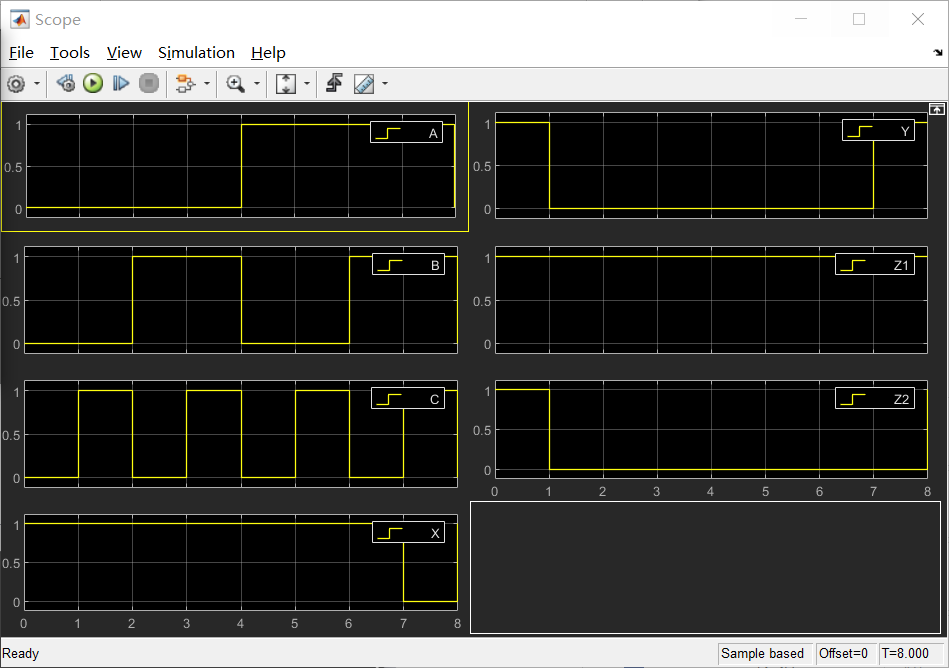 Scope
File Tools View Simulation Help
A
1
0.5
0
Y
1
0.5
0
B
1
0.5
0
Z1
1
0.5
0
C
1
0.5
0
Z2
1
0.5
0
0 1 2 3 4 5 6 7 8
X
1
0.5
0
0 1 2 3 4 5 6 7 8
Ready
Sample based Offset=0 T=8.000